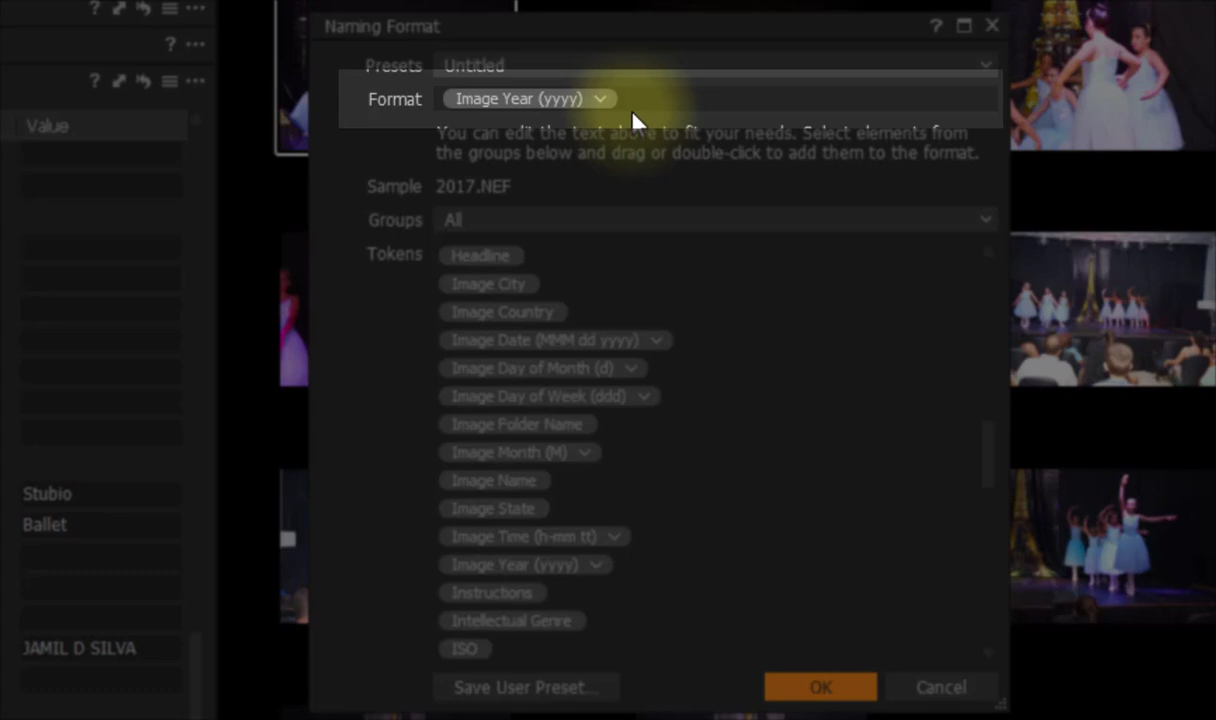 Naming Format
Presets Untitled
Format Image Year (yyyy)
You can edit the text above to fit your needs. Select elements from
the groups below and drag or double-click to add them to the format.
Sample 2017.NEF
Groups All
Tokens Headline
Image City
Image Country
Image Date (MMM dd yyyy)
Image Day of Month (d)
Image Day of Week (ddd)
Image Folder Name
Image Month (M)
Image Name
Image State
Image Time (h-mm tt)
Image Year (yyyy)
Instructions
Intellectual Genre
ISO
Save User Preset...
OK
Cancel
Value
Stubio
Ballet
JAMIL D SILVA